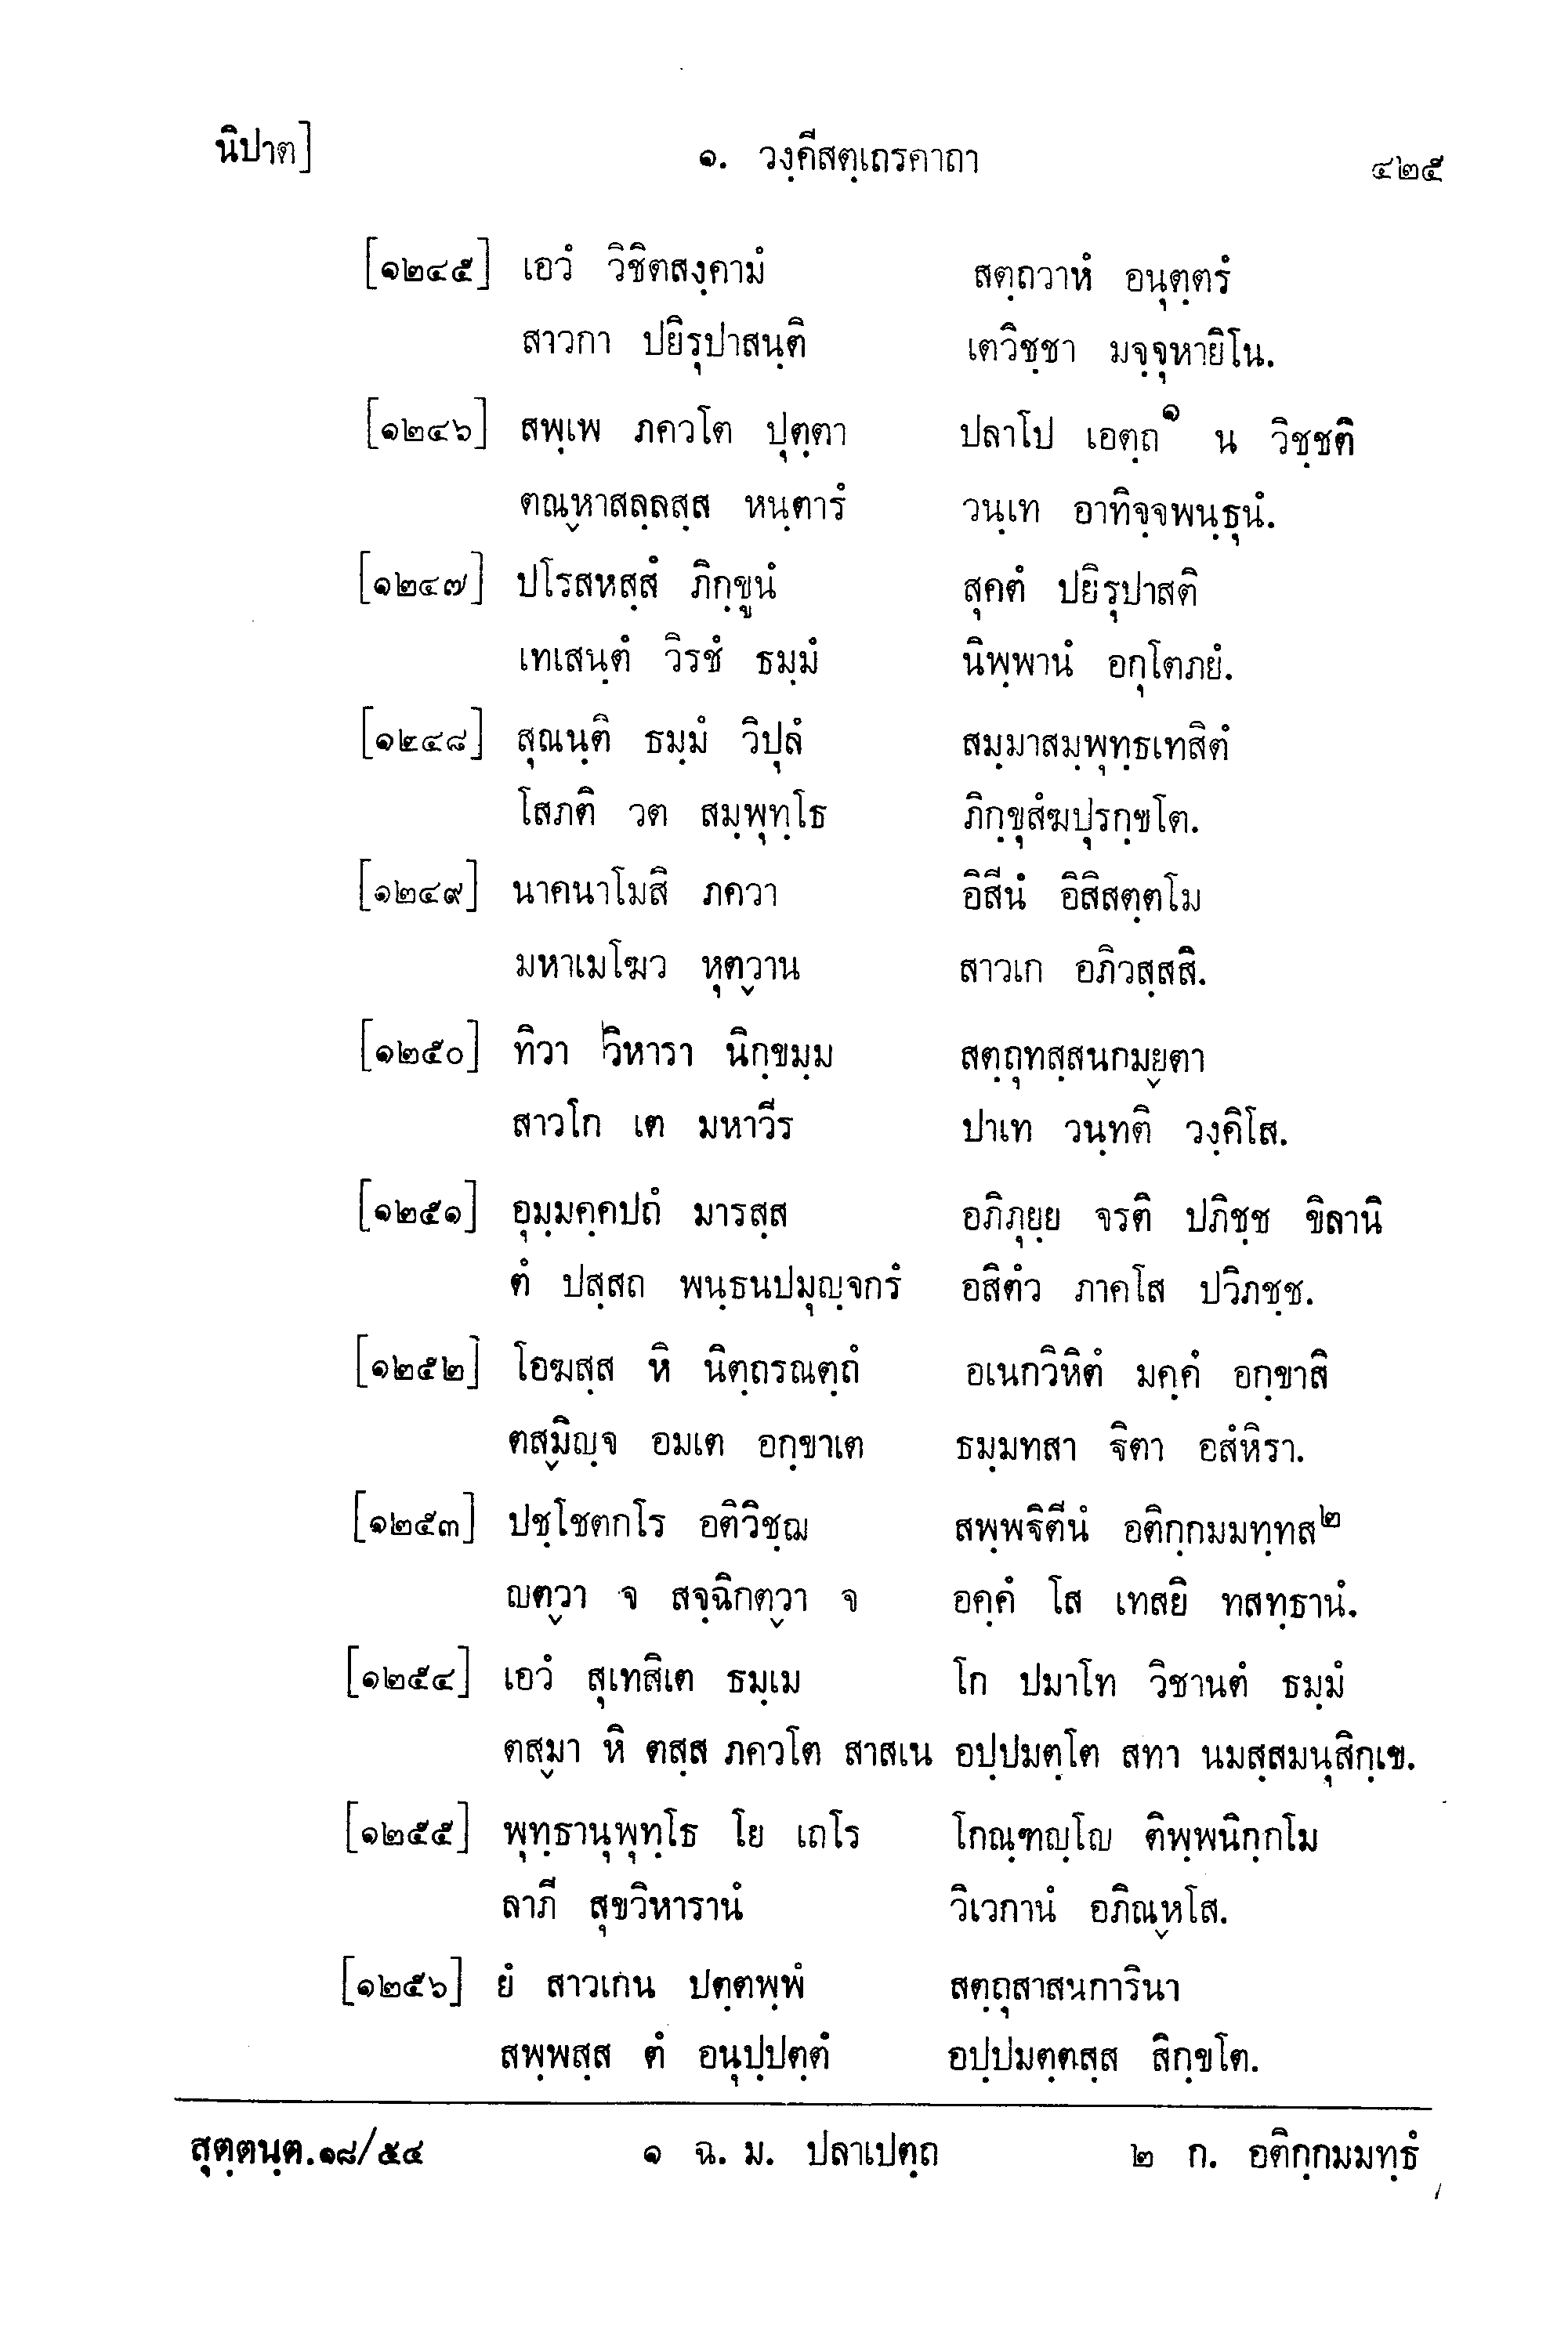 นิปาต] ๑. วงฺคีสตฺเถรคาถา ๔๒๕
[๑๒๔๕] เอวํ วิชิตสงฺคามํ สตฺถวาหํ อนุตฺตรํ
สาวกา ปยิรุปาสนฺติ เตวิชฺชา มจฺจุหายิโน.
[๑๒๔๖] สพฺเพ ภควโต ปุตฺตา ปลาโป เอตฺถ๑ น วิชฺชติ
ตณฺหาสลฺลสฺส หนฺตารํ วนฺเท อาทิจฺจพนฺธุนํ.
[๑๒๔๗] ปโรสหสฺสํ ภิกฺขูนํ สุคตํ ปยิรุปาสติ
เทเสนฺตํ วิรชํ ธมฺมํ นิพฺพานํ อกุโตภยํ.
[๑๒๔๘] สุณนฺติ ธมฺมํ วิปุลํ สมฺมาสมฺพุทฺธเทสิตํ
โสภติ วต สมฺพุทฺโธ ภิกฺขุสํฆปุรกฺขโต.
[๑๒๔๙] นาคนาโมสิ ภควา อิสีนํ อิสิสตฺตโม
มหาเมโฆว หุตฺวาน สาวเก อภิวสฺสสิ.
[๑๒๕๐] ทิวา วิหารา นิกฺขมฺม สตฺถุทสฺสนกมฺยตา
สาวโก เต มหาวีร ปาเท วนฺทติ วงฺคิโส.
[๑๒๕๑] อุมฺมคฺคปถํ มารสฺส อภิภุยฺย จรติ ปภิชฺช ขิลานิ
ตํ ปสฺสถ พนฺธนปมุญฺจกรํ อสิตํว ภาคโส ปวิภชฺช.
[๑๒๕๒] โอฆสฺส หิ นิตฺถรณตฺถํ อเนกวิหิตํ มคฺคํ อกฺขาสิ
ตสฺมิญฺจ อมเต อกฺขาเต ธมฺมทสา ฐิตา อสํหิรา.
[๑๒๕๓] ปชฺโชตกโร อติวิชฺฌ สพฺพฐิตีนํ อติกฺกมมทฺทส๒
ญตฺวา จ สจฺฉิกตฺวา จ อคฺคํ โส เทสยิ ทสทฺธานํ.
[๑๒๕๔] เอวํ สุเทสิเต ธมฺเม โก ปมาโท วิชานตํ ธมฺมํ
ตสฺมา หิ ตสฺส ภควโต สาสเน อปฺปมตฺโต สทา นมสฺสมนุสิกฺเข.
[๑๒๕๕] พุทฺธานุพุทฺโธ โย เถโร โกณฺฑญฺโญ ติพฺพนิกฺกโม
ลาภี สุขวิหารานํ วิเวกานํ อภิณฺหโส.
[๑๒๕๖] ยํ สาวเกน ปตฺตพฺพํ สตฺถุสาสนการินา
สพฺพสฺส ตํ อนุปฺปตฺตํ อปฺปมตฺตสฺส สิกฺขโต.
สุตฺตนฺต.๑๘/๕๔ ๑ ฉ. ม. ปลาเปตฺถ ๒ ก. อติกฺกมมทฺธํ